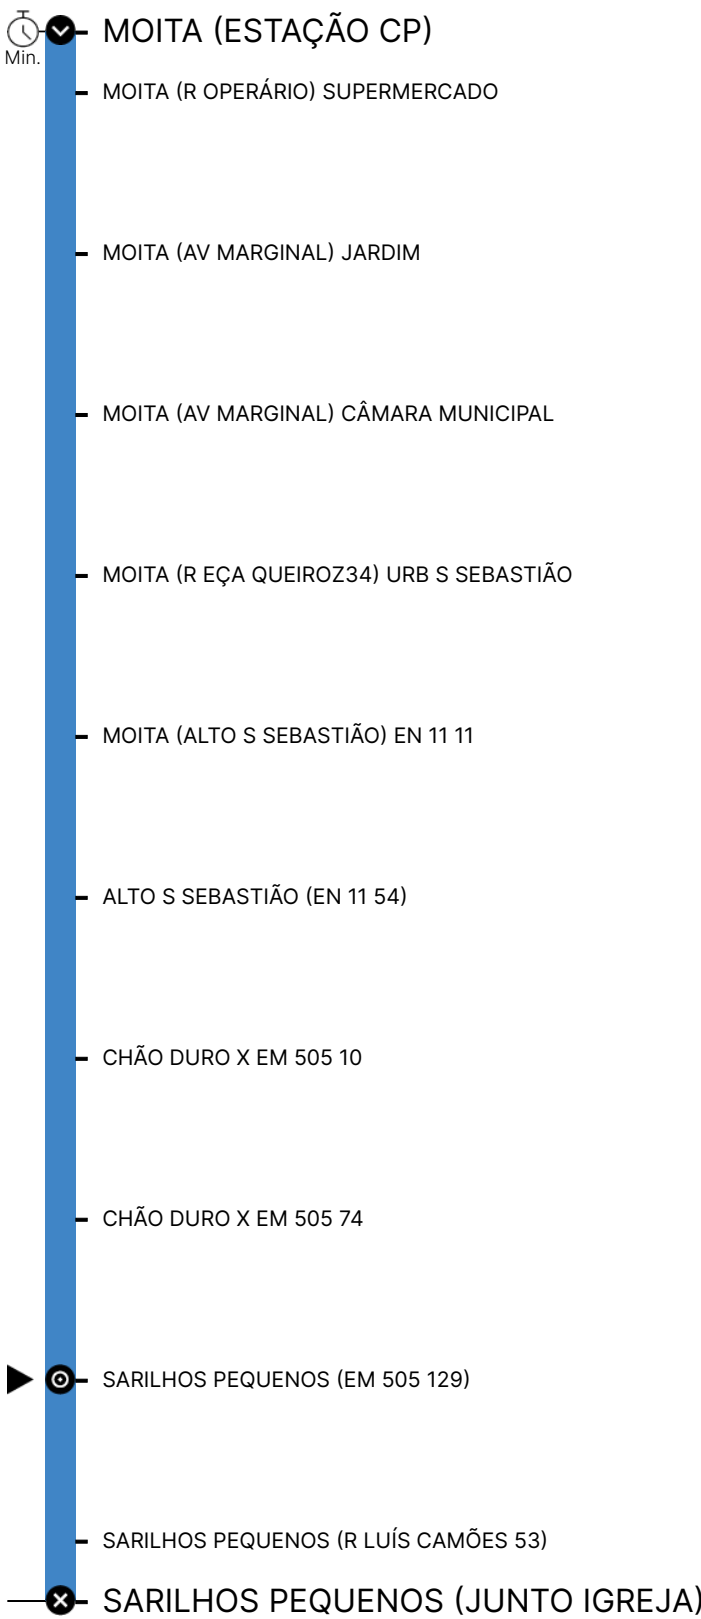 MOITA (ESTAÇÃO CP)
Min.
MOITA (R OPERÁRIO) SUPERMERCADO
MOITA (AV MARGINAL) JARDIM
MOITA (AV MARGINAL) CÂMARA MUNICIPAL
MOITA (R EÇA QUEIROZ34) URB S SEBASTIÃO
MOITA (ALTO S SEBASTIÃO) EN 11 11
ALTO S SEBASTIÃO (EN 11 54)
CHÃO DURO X EM 505 10
CHÃO DURO X EM 505 74
SARILHOS PEQUENOS (EM 505 129)
SARILHOS PEQUENOS (R LUÍS CAMÕES 53)
SARILHOS PEQUENOS (JUNTO IGREJA)